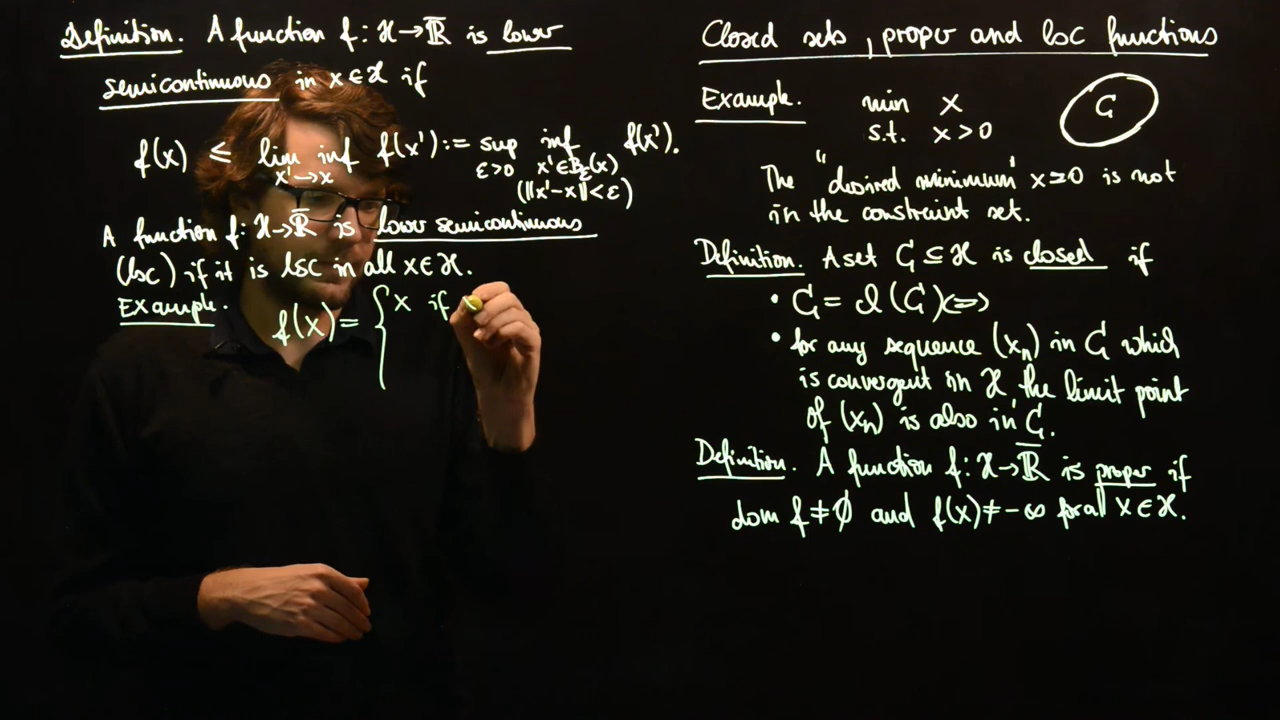 Definition. A function f: 𝓗→ℝ̅ is lower
semicontinuous in x∈𝓗 if
f(x) ≤ lim inf f(x') := sup inf f(x').
x'→x ε>0 x'∈B_ε(x)
(‖x'-x‖<ε)
A function f: 𝓗→ℝ̅ is lower semicontinuous
(lsc) if it is lsc in all x∈𝓗.
Example. f(x) = { x if
Closed sets, proper and lsc functions
Example. min x
s.t. x>0
C
The "desired minimum" x=0 is not
in the constraint set.
Definition. A set C⊆𝓗 is closed if
• C = cl(C) ⇔
• for any sequence (xₙ) in C which
is convergent in 𝓗, the limit point
of (xₙ) is also in C.
Definition. A function f: 𝓗→ℝ̅ is proper if
dom f≠∅ and f(x)≠-∞ for all x∈𝓗.